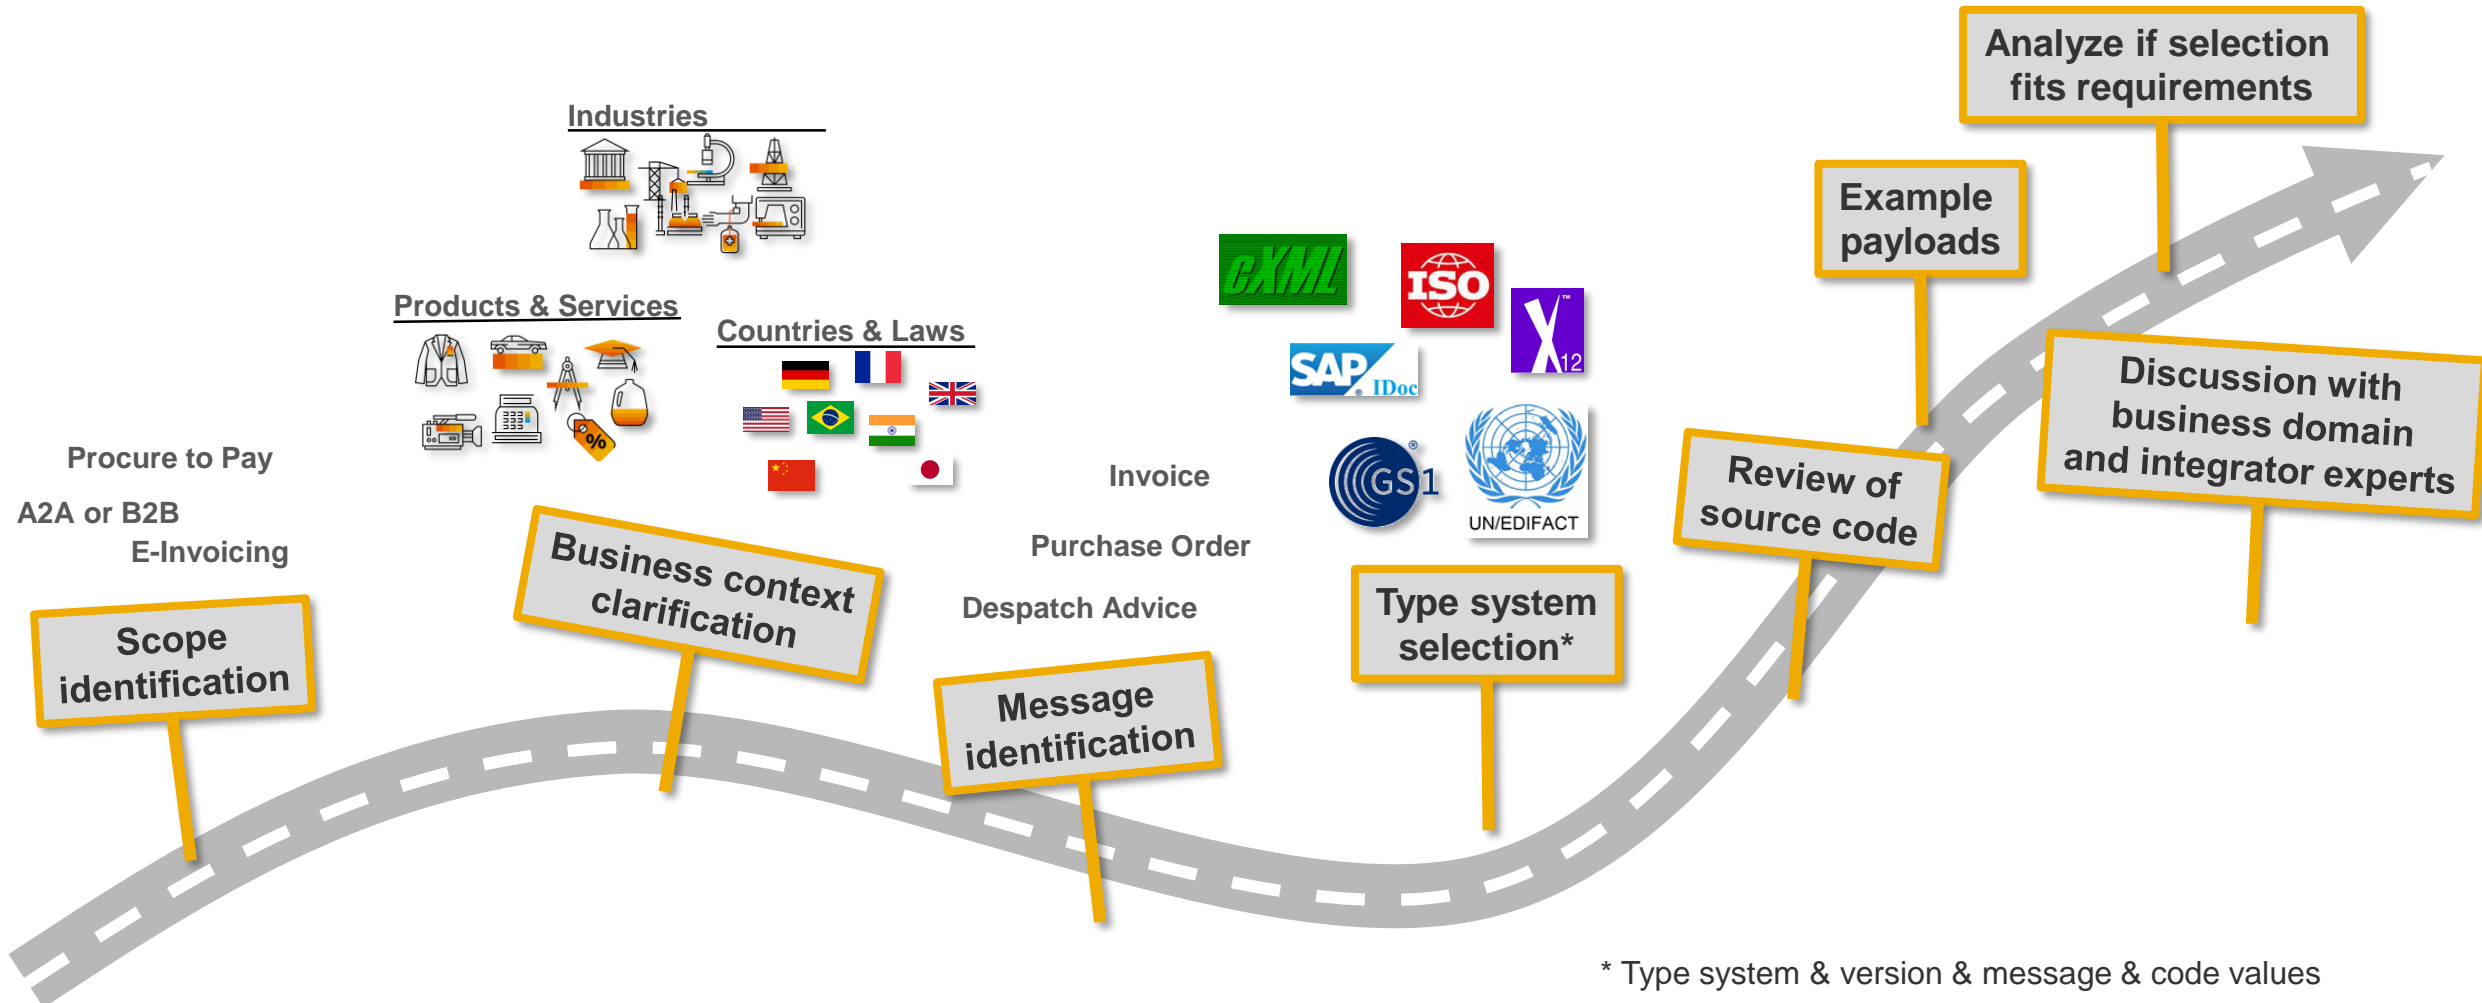 Analyze if selection
fits requirements
Industries
Example
payloads
cXML
ISO
X™
12
Products & Services
Countries & Laws
SAP
®
IDoc
%
Discussion with
business domain
and integrator experts
Procure to Pay
A2A or B2B
E-Invoicing
Invoice
Purchase Order
Despatch Advice
GS1
®
UN/EDIFACT
Review of
source code
Business context
clarification
Scope
identification
Type system
selection*
Message
identification
* Type system & version & message & code values